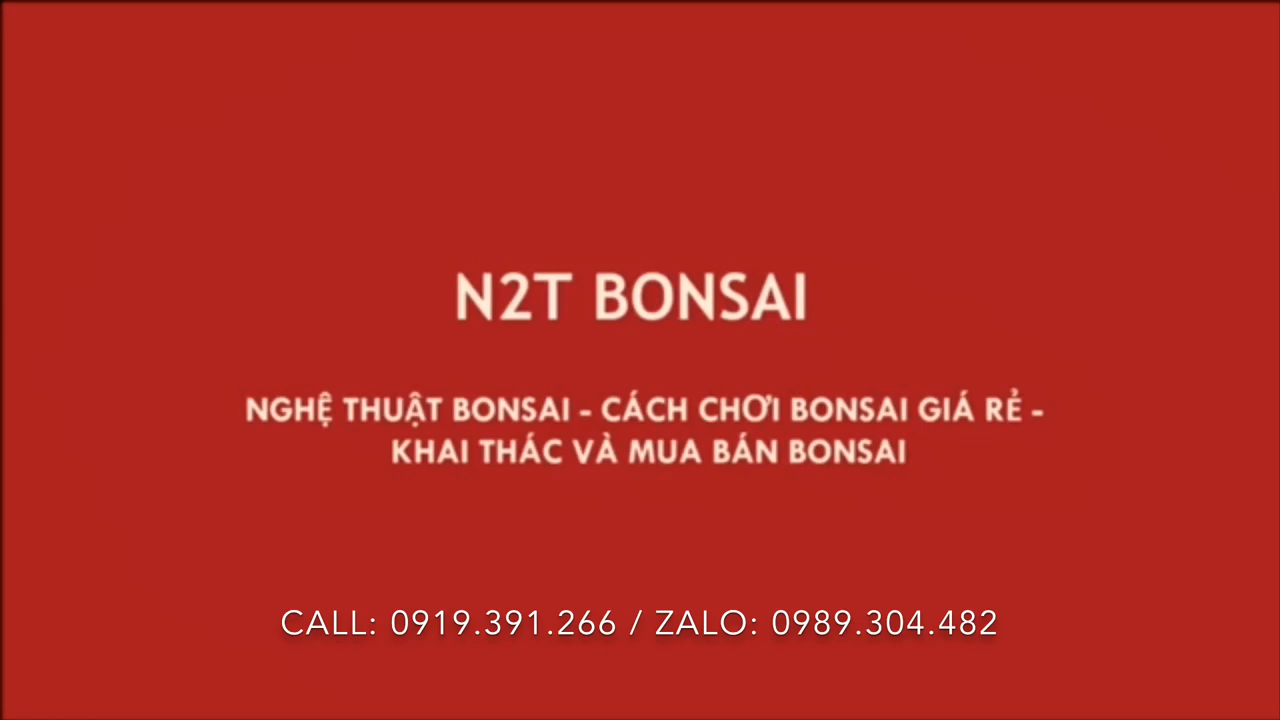 N2T BONSAI
NGHỆ THUẬT BONSAI - CÁCH CHƠI BONSAI GIÁ RẺ -
KHAI THÁC VÀ MUA BÁN BONSAI
CALL: 0919.391.266 / ZALO: 0989.304.482